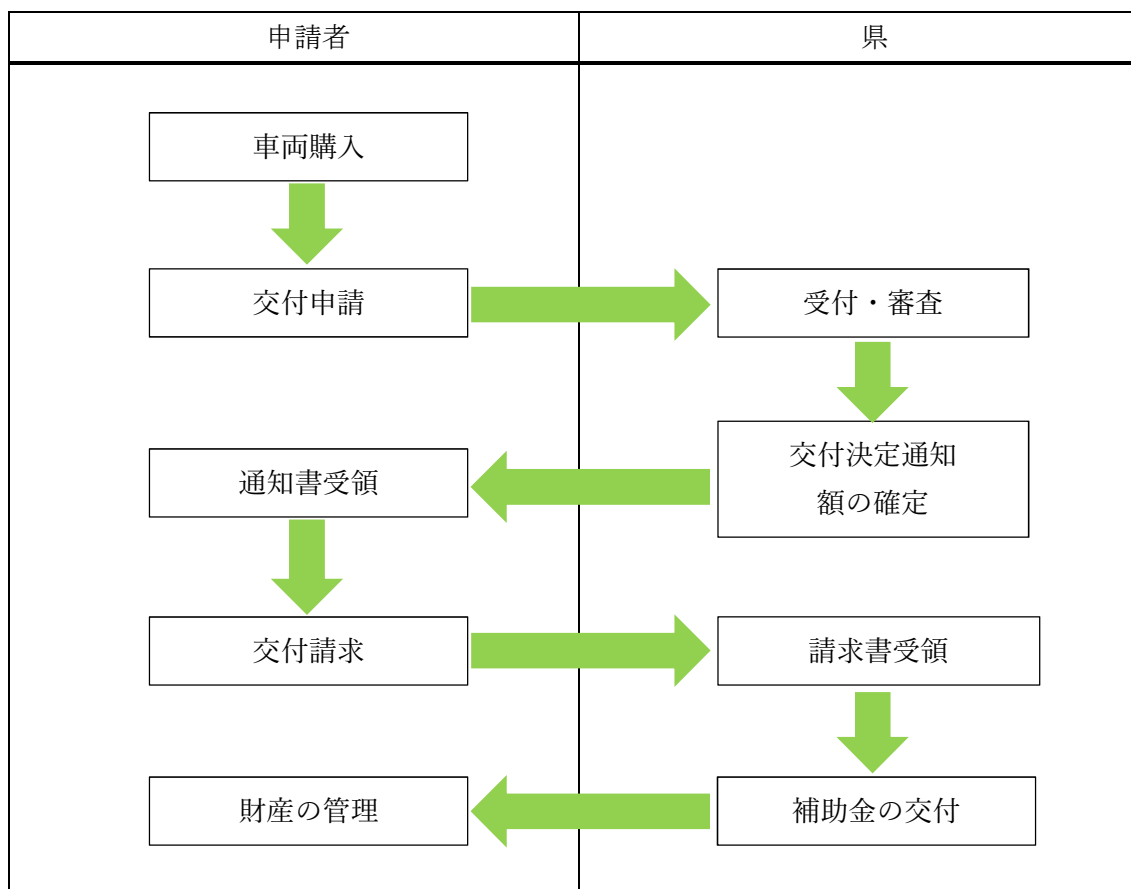 申請者
県
車両購入
交付申請
受付・審査
交付決定通知
額の確定
通知書受領
交付請求
請求書受領
補助金の交付
財産の管理